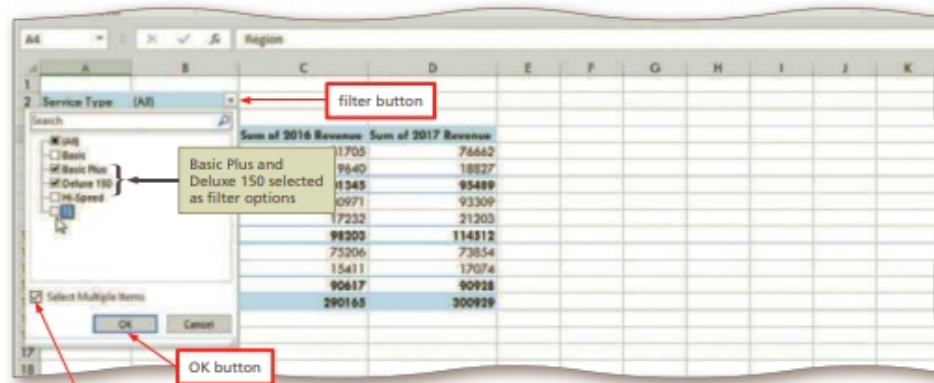 A4 Region
A B C D E F G H I J K
1
2 Service Type (All)
filter button
Search
(All)
Basic
Basic Plus
Deluxe 150
Hi-Speed
Basic Plus and
Deluxe 150 selected
as filter options
Sum of 2016 Revenue Sum of 2017 Revenue
76662
18827
95489
93309
17232 21203
98203 114512
75206 73854
15411 17074
90617 90928
290165 300929
Select Multiple Items
OK Cancel
17
18
OK button